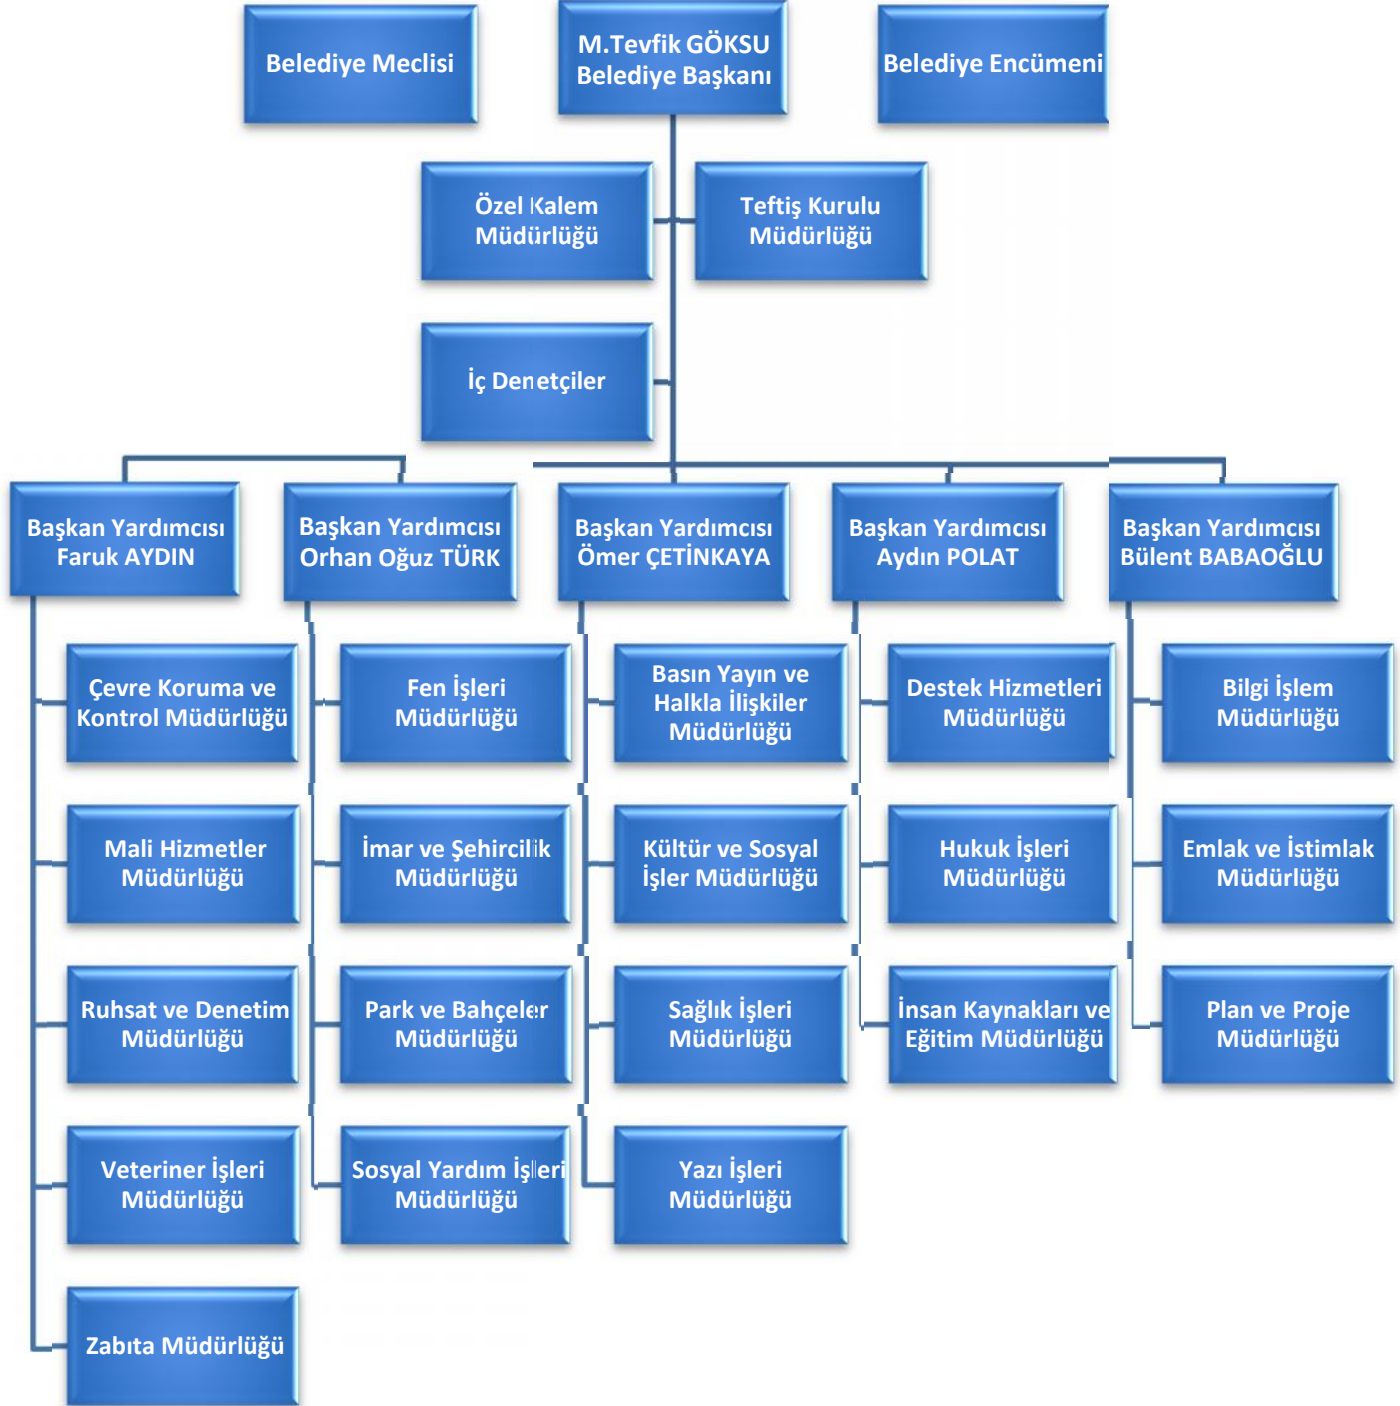 Belediye Meclisi
M.Tevfik GÖKSU
Belediye Başkanı
Belediye Encümeni
Özel Kalem
Müdürlüğü
Teftiş Kurulu
Müdürlüğü
İç Denetçiler
Başkan Yardımcısı
Faruk AYDIN
Başkan Yardımcısı
Orhan Oğuz TÜRK
Başkan Yardımcısı
Ömer ÇETİNKAYA
Başkan Yardımcısı
Aydın POLAT
Başkan Yardımcısı
Bülent BABAOĞLU
Çevre Koruma ve
Kontrol Müdürlüğü
Fen İşleri
Müdürlüğü
Basın Yayın ve
Halkla İlişkiler
Müdürlüğü
Destek Hizmetleri
Müdürlüğü
Bilgi İşlem
Müdürlüğü
Mali Hizmetler
Müdürlüğü
İmar ve Şehircilik
Müdürlüğü
Kültür ve Sosyal
İşler Müdürlüğü
Hukuk İşleri
Müdürlüğü
Emlak ve İstimlak
Müdürlüğü
Ruhsat ve Denetim
Müdürlüğü
Park ve Bahçeler
Müdürlüğü
Sağlık İşleri
Müdürlüğü
İnsan Kaynakları ve
Eğitim Müdürlüğü
Plan ve Proje
Müdürlüğü
Veteriner İşleri
Müdürlüğü
Sosyal Yardım İşleri
Müdürlüğü
Yazı İşleri
Müdürlüğü
Zabıta Müdürlüğü